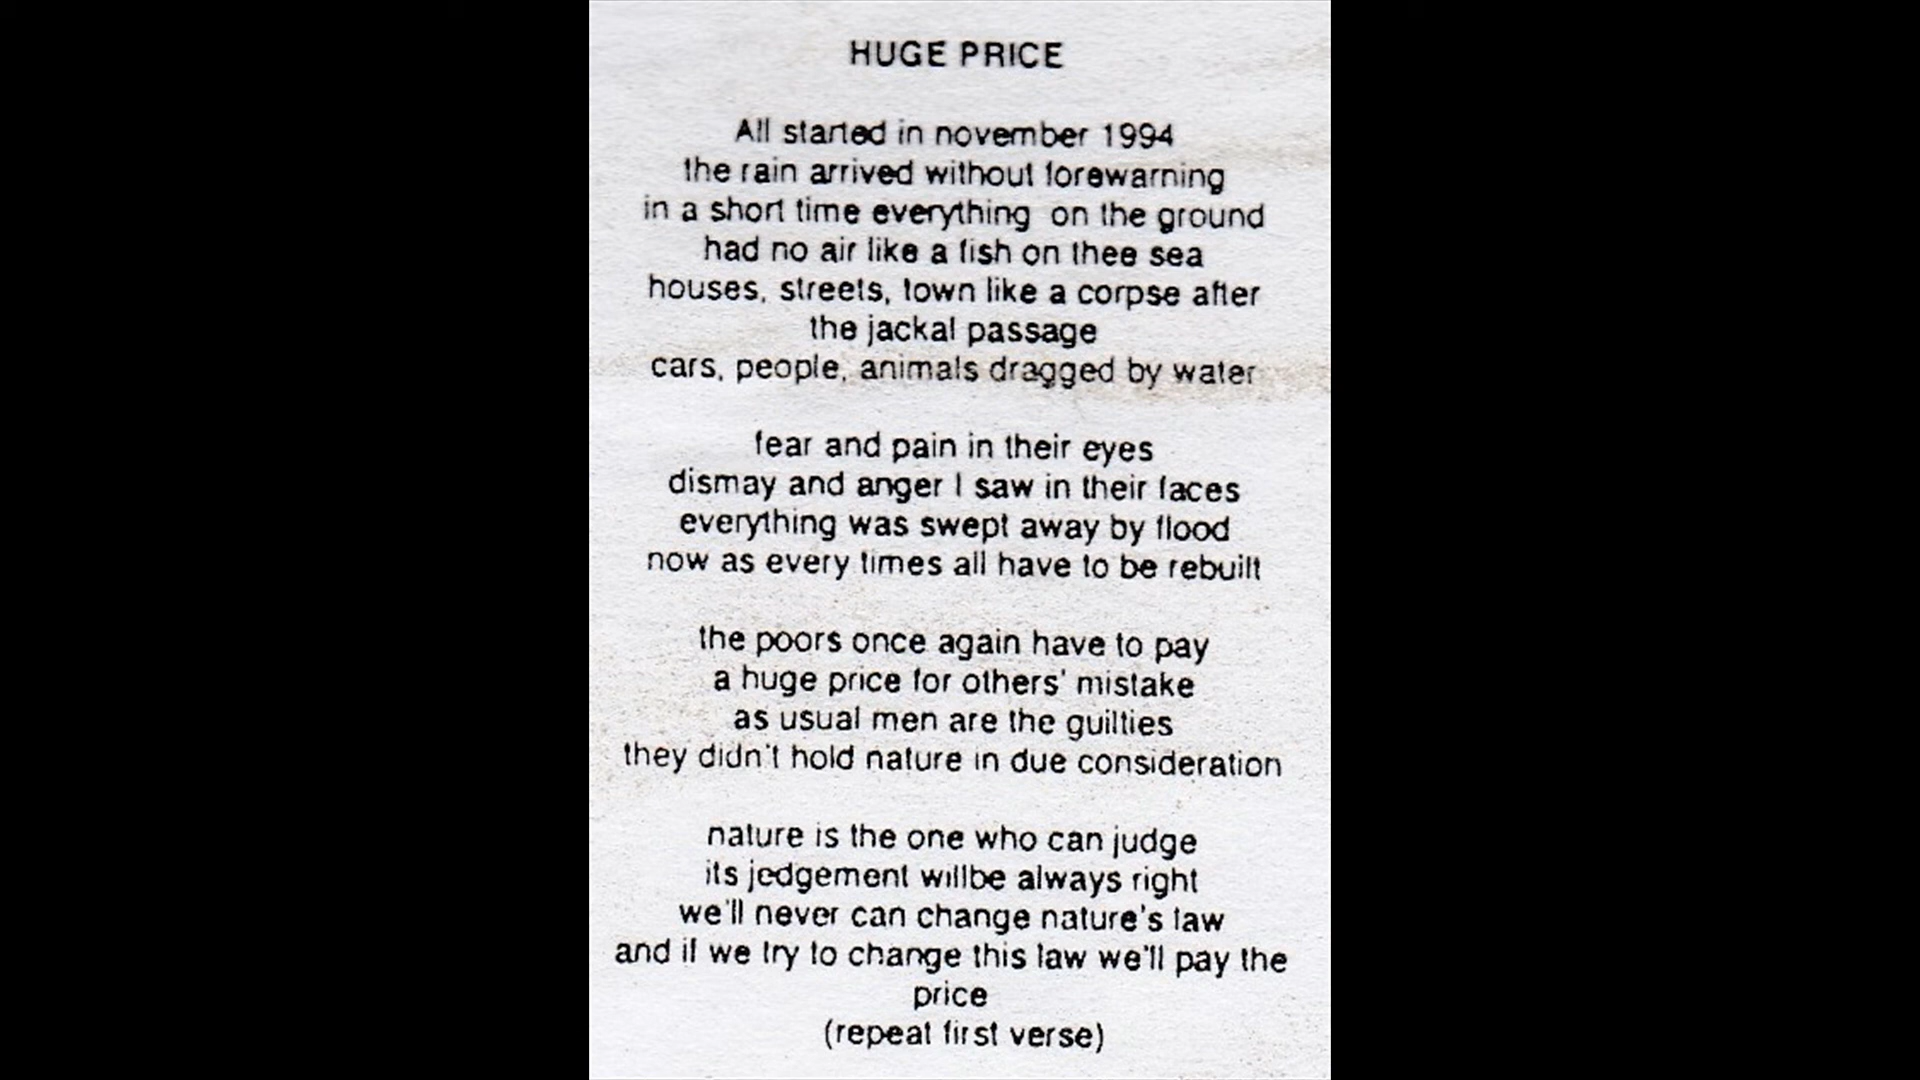 HUGE PRICE
All started in november 1994
the rain arrived without forewarning
in a short time everything on the ground
had no air like a fish on thee sea
houses, streets, town like a corpse after
the jackal passage
cars, people, animals dragged by water
fear and pain in their eyes
dismay and anger I saw in their faces
everything was swept away by flood
now as every times all have to be rebuilt
the poors once again have to pay
a huge price for others' mistake
as usual men are the guilties
they didn't hold nature in due consideration
nature is the one who can judge
its jedgement willbe always right
we'll never can change nature's law
and if we try to change this law we'll pay the
price
(repeat first verse)